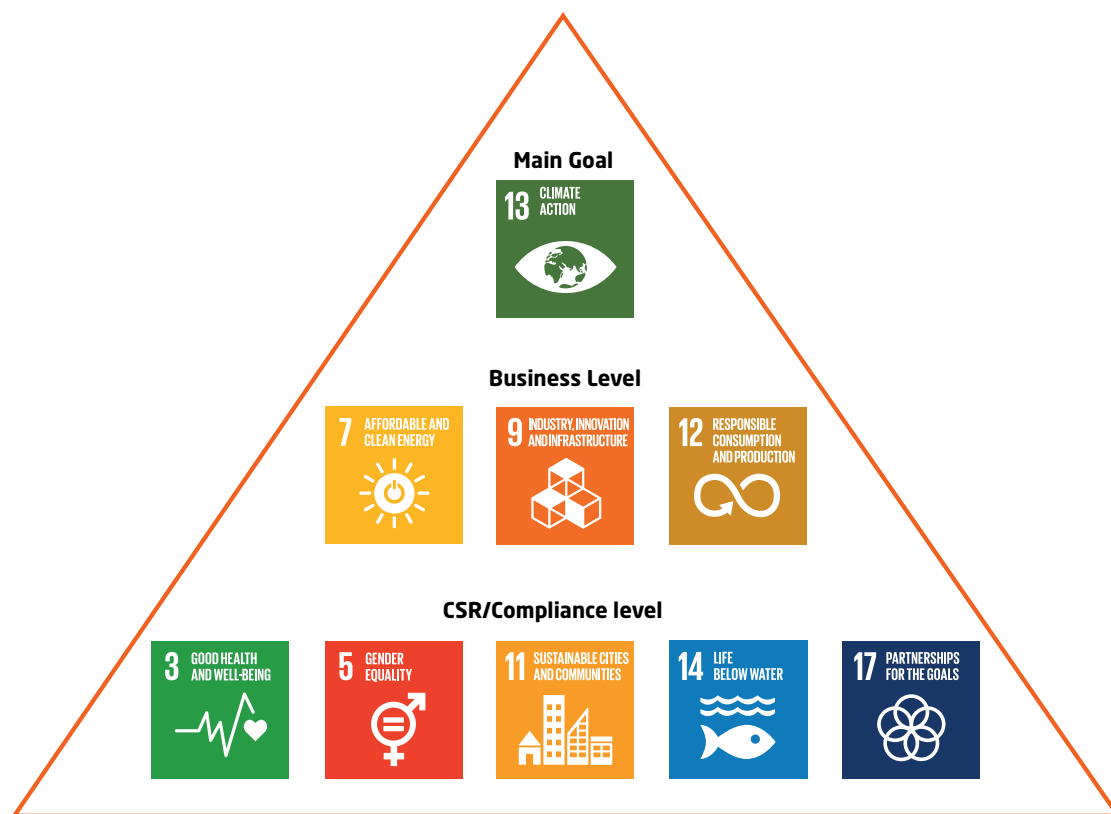 Main Goal
13 CLIMATE
ACTION
Business Level
7 AFFORDABLE AND
CLEAN ENERGY
9 INDUSTRY, INNOVATION
AND INFRASTRUCTURE
12 RESPONSIBLE
CONSUMPTION
AND PRODUCTION
CSR/Compliance level
3 GOOD HEALTH
AND WELL-BEING
5 GENDER
EQUALITY
11 SUSTAINABLE CITIES
AND COMMUNITIES
14 LIFE
BELOW WATER
17 PARTNERSHIPS
FOR THE GOALS